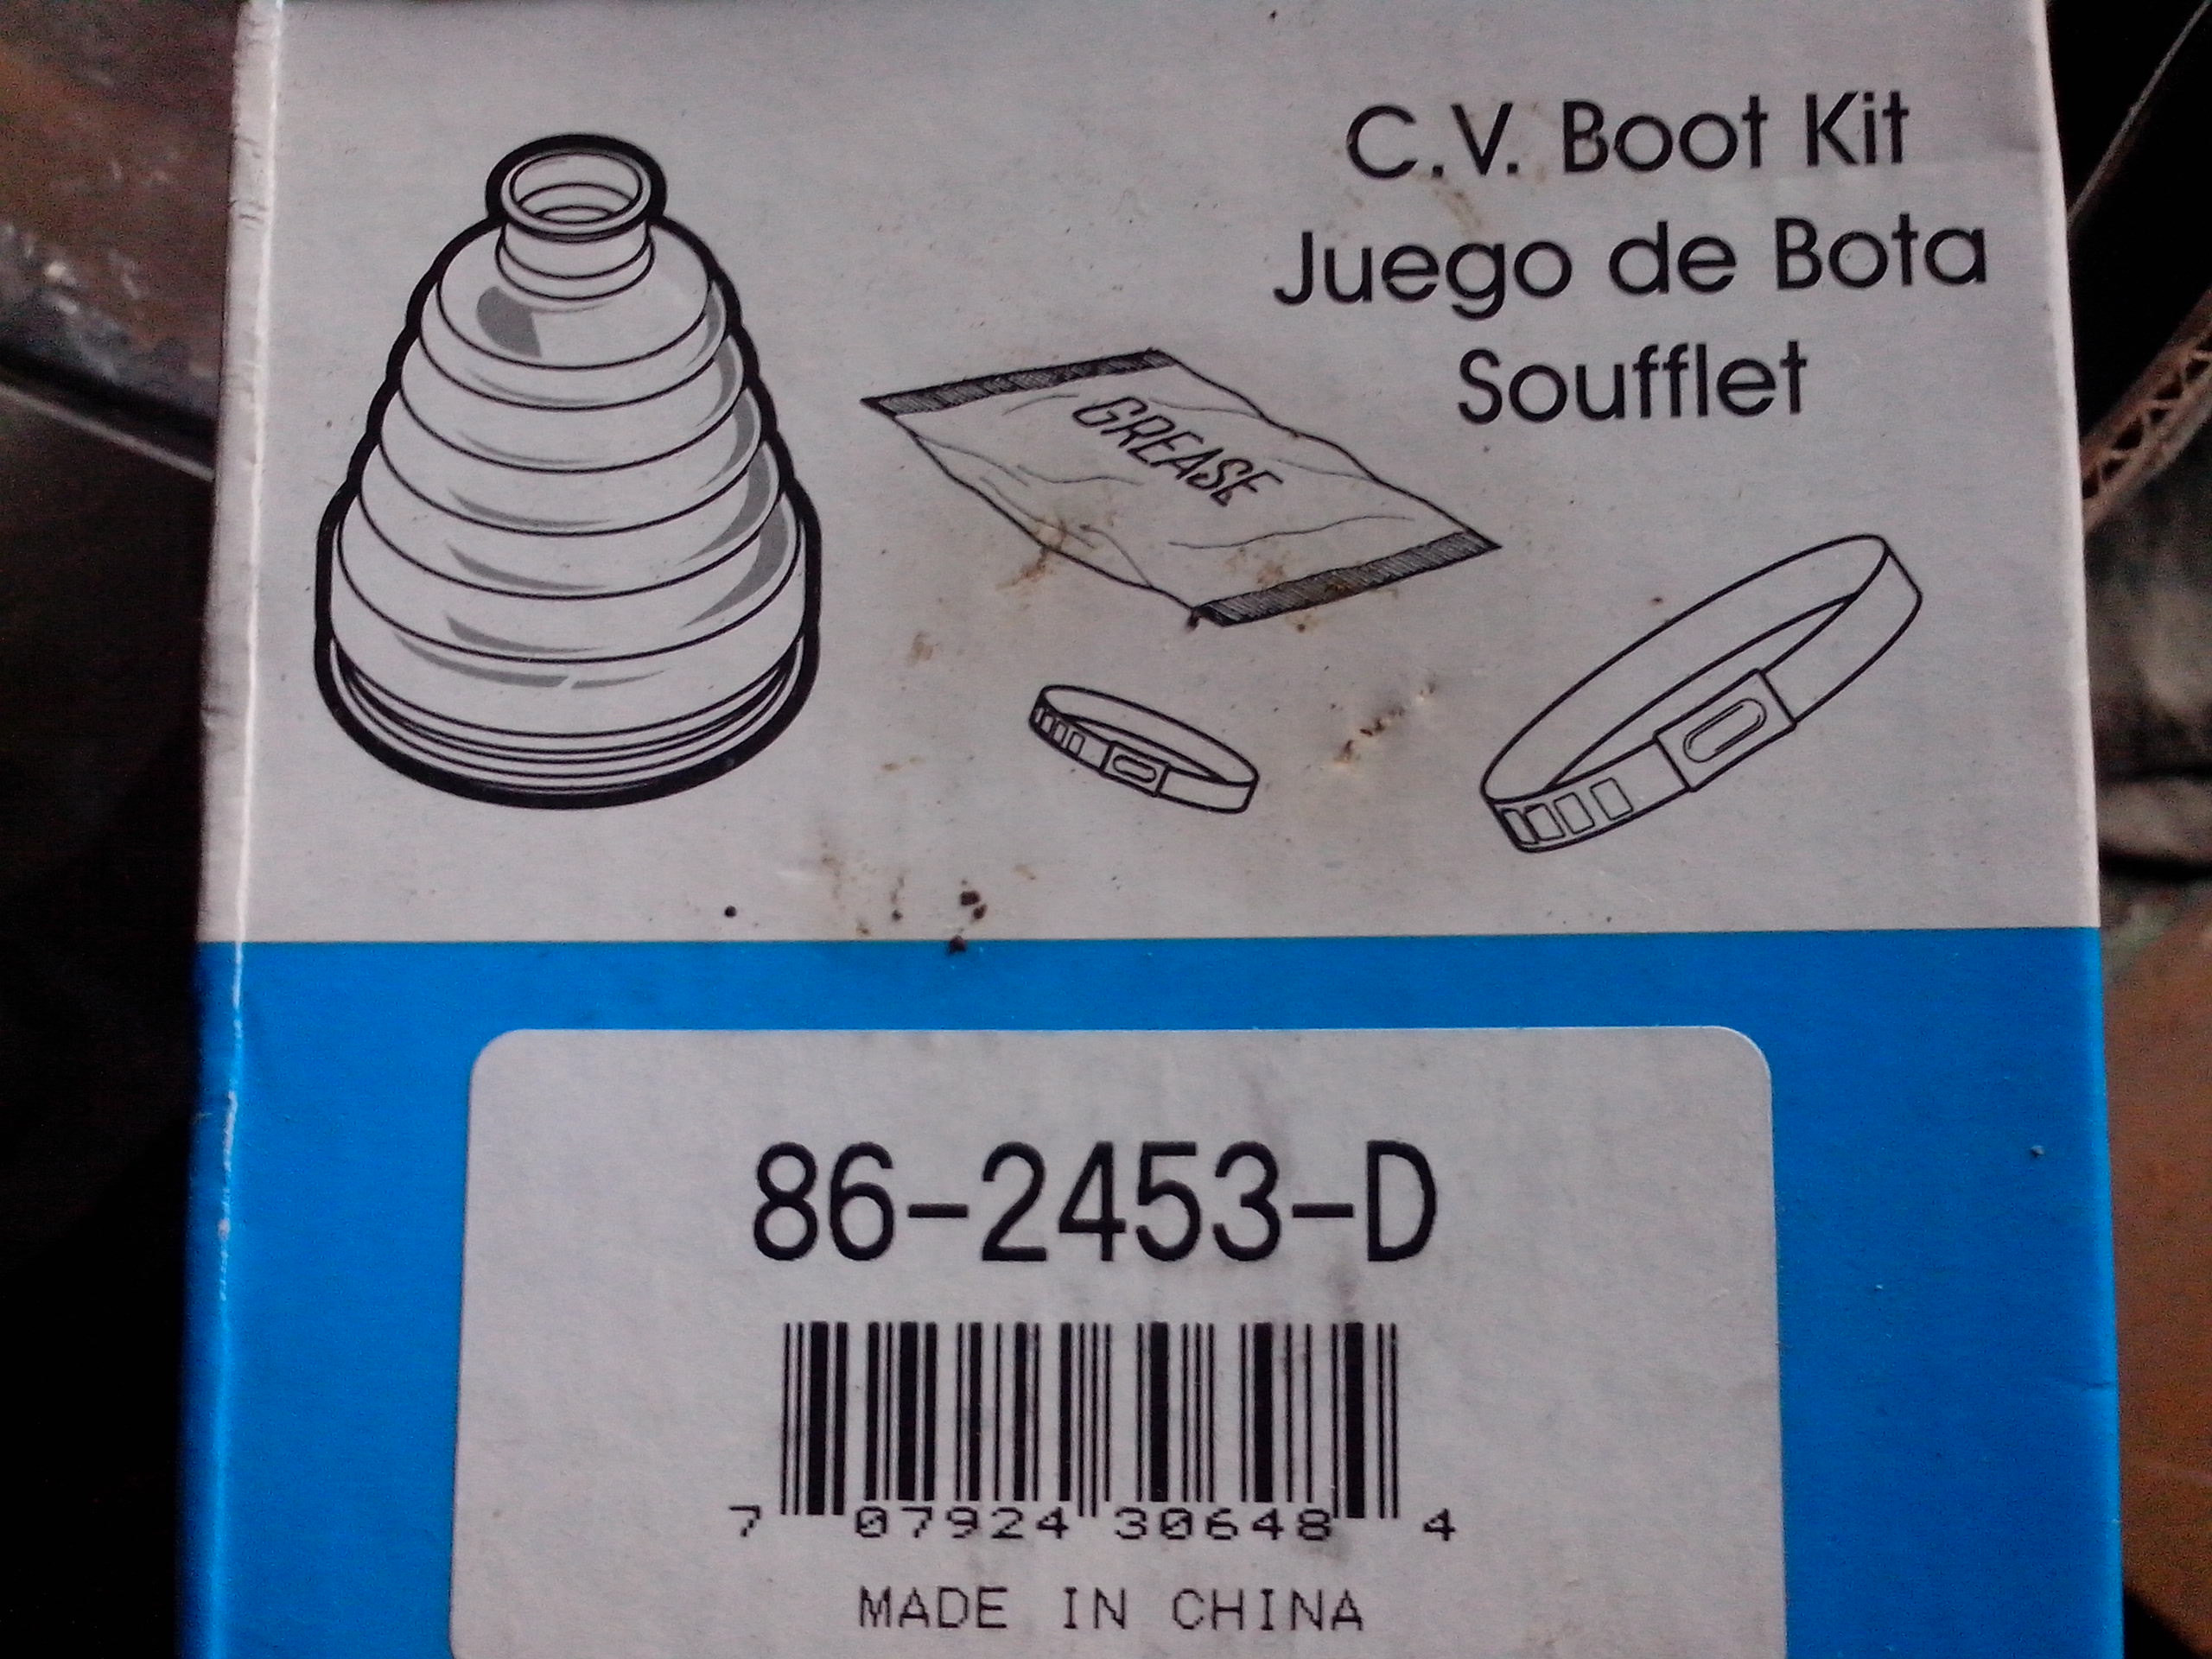 C.V. Boot Kit
Juego de Bota
Soufflet
GREASE
86-2453-D
7 07924 30648 4
MADE IN CHINA